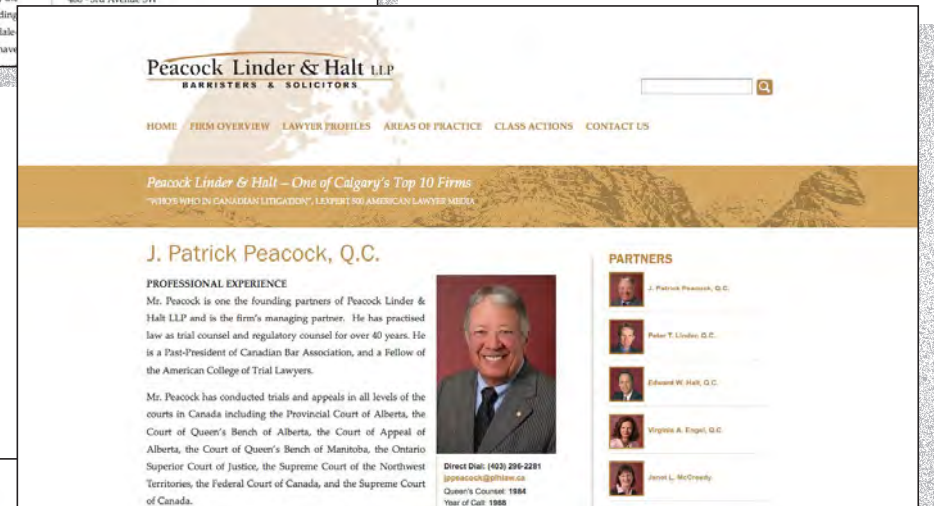 ding
dale-
have
400 - 3rd Avenue SW
Peacock Linder & Halt LLP
BARRISTERS & SOLICITORS
HOME FIRM OVERVIEW LAWYER PROFILES AREAS OF PRACTICE CLASS ACTIONS CONTACT US
Peacock Linder & Halt – One of Calgary's Top 10 Firms
"WHO'S WHO IN CANADIAN LITIGATION", LEXPERT 500 AMERICAN LAWYER MEDIA
J. Patrick Peacock, Q.C.
PROFESSIONAL EXPERIENCE
Mr. Peacock is one the founding partners of Peacock Linder &
Halt LLP and is the firm's managing partner. He has practised
law as trial counsel and regulatory counsel for over 40 years. He
is a Past-President of Canadian Bar Association, and a Fellow of
the American College of Trial Lawyers.
Mr. Peacock has conducted trials and appeals in all levels of the
courts in Canada including the Provincial Court of Alberta, the
Court of Queen's Bench of Alberta, the Court of Appeal of
Alberta, the Court of Queen's Bench of Manitoba, the Ontario
Superior Court of Justice, the Supreme Court of the Northwest
Territories, the Federal Court of Canada, and the Supreme Court
of Canada.
Direct Dial: (403) 296-2281
jppeacock@plhlaw.ca
Queen's Counsel: 1984
Year of Call: 1968
PARTNERS
J. Patrick Peacock, Q.C.
Peter T. Linder, Q.C.
Edward W. Halt, Q.C.
Virginia A. Engel, Q.C.
Janet L. McCready